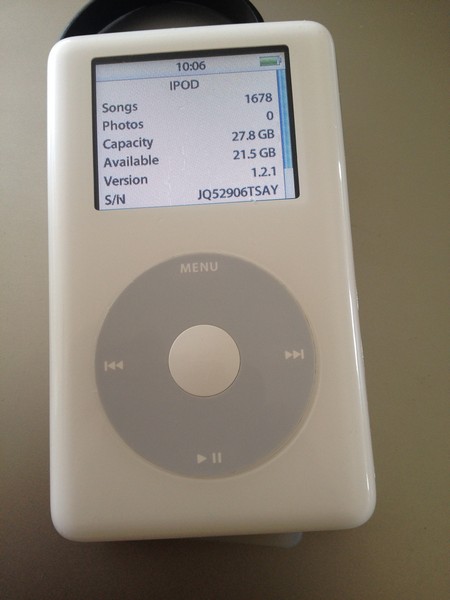 10:06
IPOD
Songs 1678
Photos 0
Capacity 27.8 GB
Available 21.5 GB
Version 1.2.1
S/N JQ52906TSAY
MENU